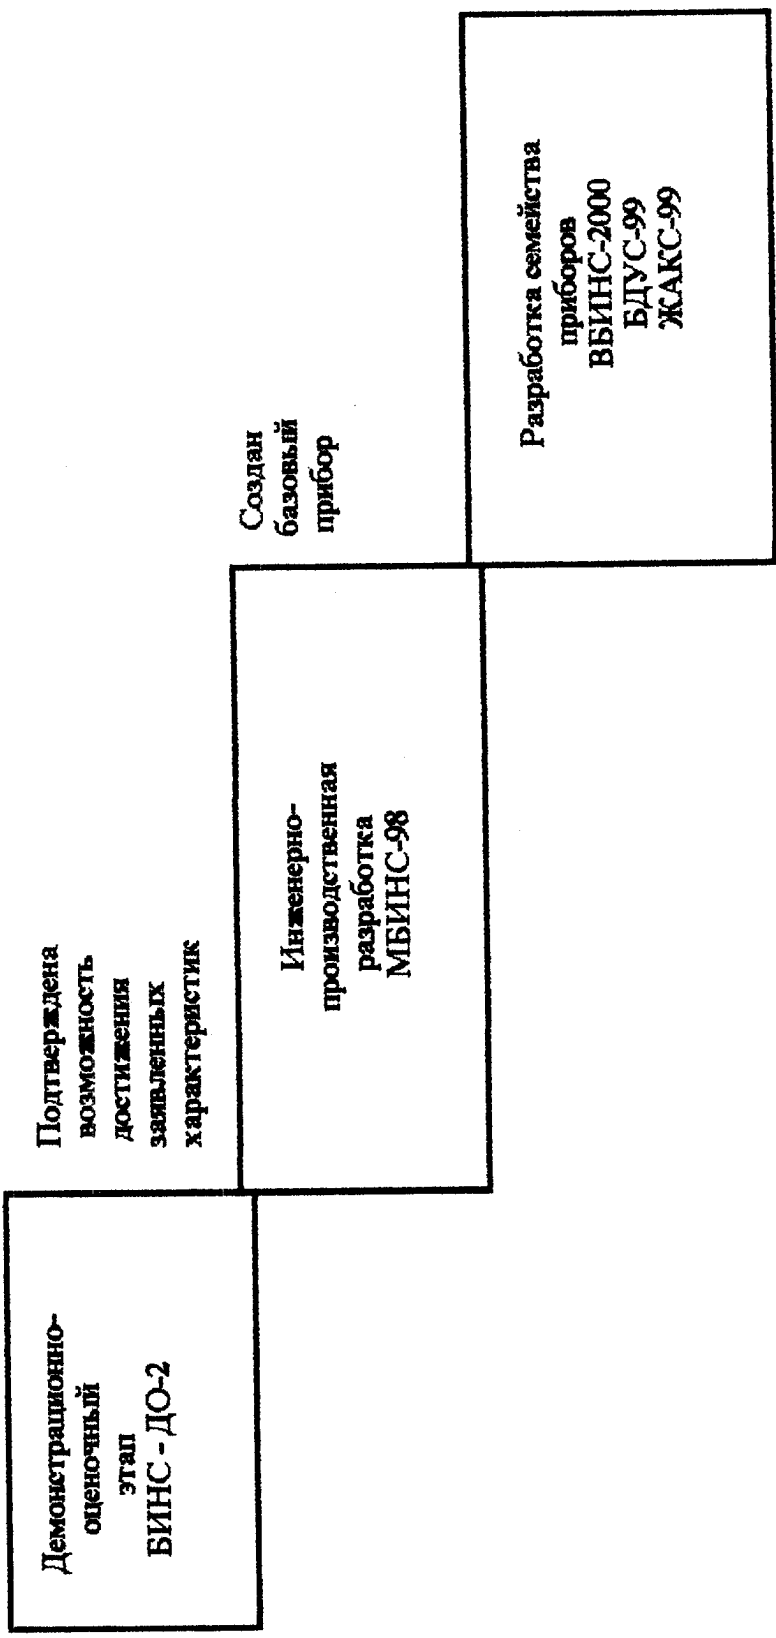 Демонстрационно-
оценочный
этап
БИНС - ДО-2
Подтверждена
возможность
достижения
заявленных
характеристик
Инженерно-
производственная
разработка
МБИНС-98
Создан
базовый
прибор
Разработка семейства
приборов
ВБИНС-2000
БДУС-99
ЖАКС-99